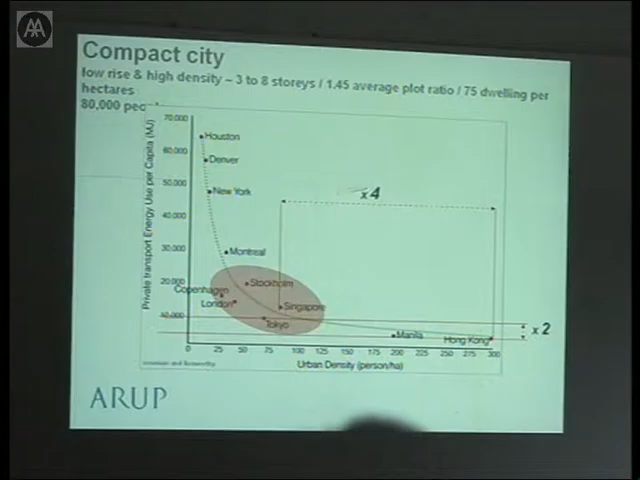 AA
Compact city
low rise & high density – 3 to 8 storeys / 1.45 average plot ratio / 75 dwelling per
hectares
80,000
Private transport Energy Use per Capita (MJ)
70,000
60,000
50,000
40,000
30,000
20,000
10,000
0
Houston
Denver
New York
Montreal
Stockholm
Copenhagen
London
Singapore
Tokyo
Manila
Hong Kong
x4
x 2
0 25 50 75 100 125 150 175 200 225 250 275 300
Urban Density (person/ha)
ARUP